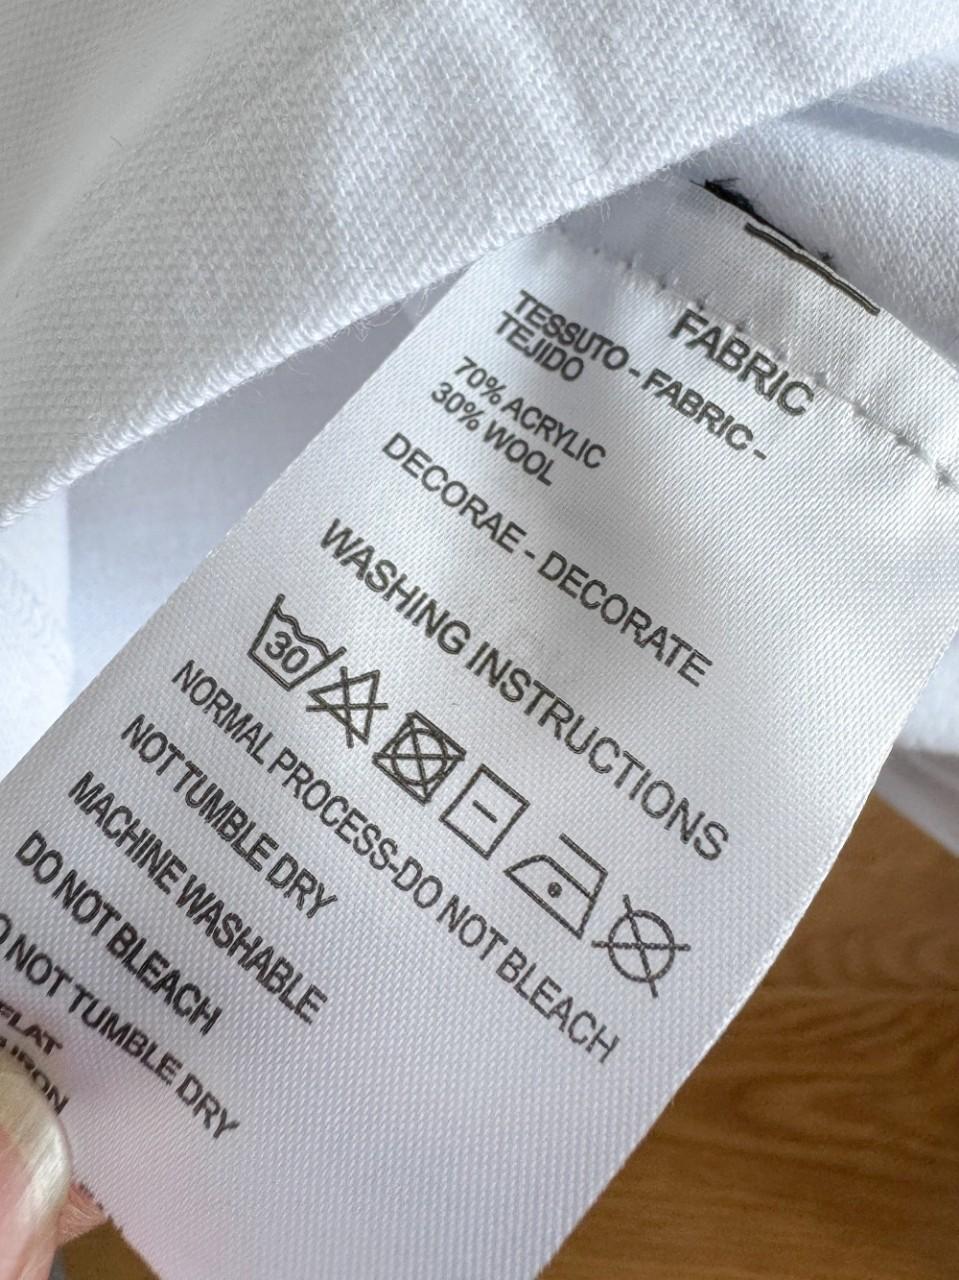 FABRIC
TESSUTO - FABRIC -
TEJIDO
70% ACRYLIC
30% WOOL
DECORAE - DECORATE
WASHING INSTRUCTIONS
30
NORMAL PROCESS-DO NOT BLEACH
NOT TUMBLE DRY
MACHINE WASHABLE
DO NOT BLEACH
NOT TUMBLE DRY
FLAT
IRON